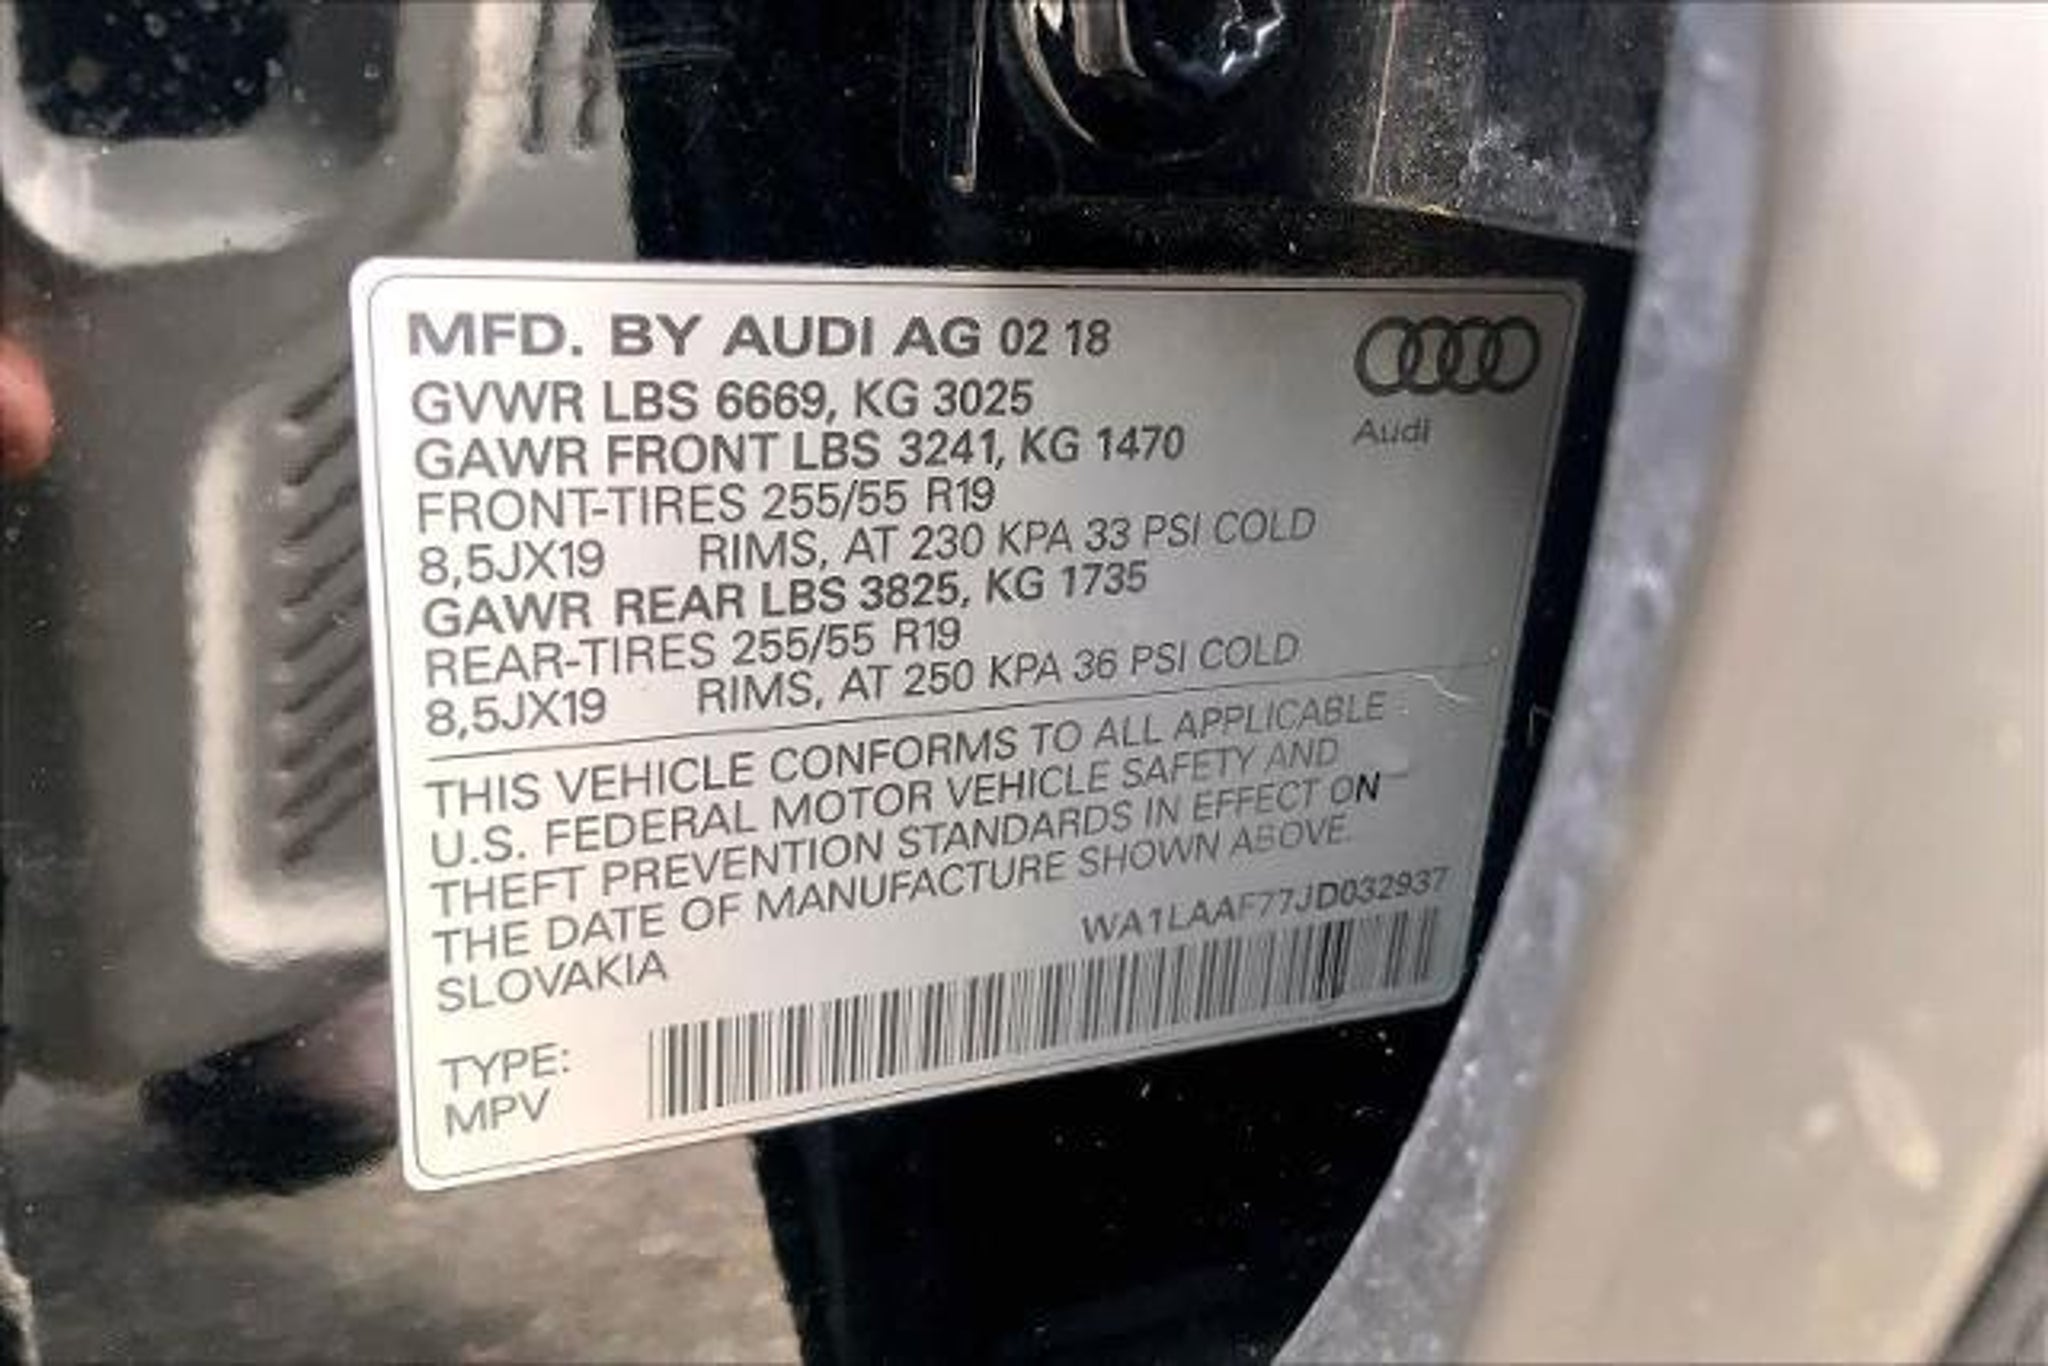 MFD. BY AUDI AG 02 18
GVWR LBS 6669, KG 3025
GAWR FRONT LBS 3241, KG 1470
FRONT-TIRES 255/55 R19
8,5JX19 RIMS, AT 230 KPA 33 PSI COLD
GAWR REAR LBS 3825, KG 1735
REAR-TIRES 255/55 R19
8,5JX19 RIMS, AT 250 KPA 36 PSI COLD
Audi
THIS VEHICLE CONFORMS TO ALL APPLICABLE
U.S. FEDERAL MOTOR VEHICLE SAFETY AND
THEFT PREVENTION STANDARDS IN EFFECT ON
THE DATE OF MANUFACTURE SHOWN ABOVE.
SLOVAKIA
WA1LAAF77JD032937
TYPE:
MPV